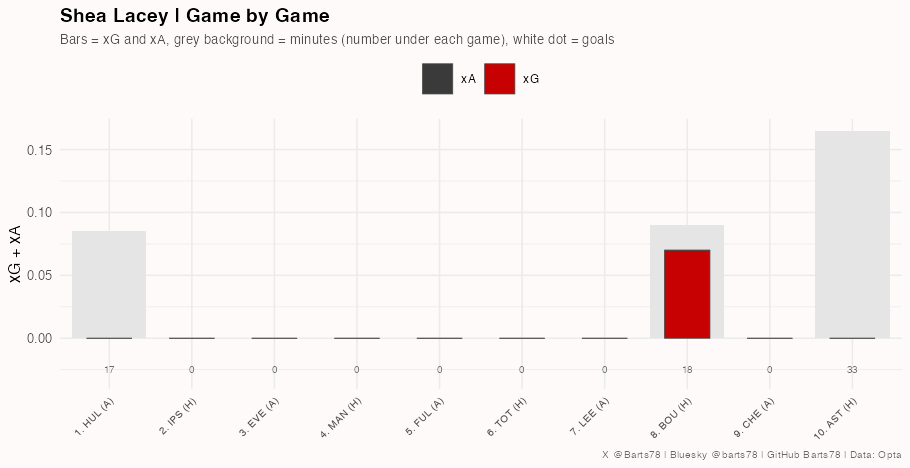 Shea Lacey | Game by Game
Bars = xG and xA, grey background = minutes (number under each game), white dot = goals
xA xG
xG + xA
0.15
0.10
0.05
0.00
17 0 0 0 0 0 0 18 0 33
1. HUL (A) 2. IPS (H) 3. EVE (A) 4. MAN (H) 5. FUL (A) 6. TOT (H) 7. LEE (A) 8. BOU (H) 9. CHE (A) 10. AST (H)
X @Barts78 | Bluesky @barts78 | GitHub Barts78 | Data: Opta